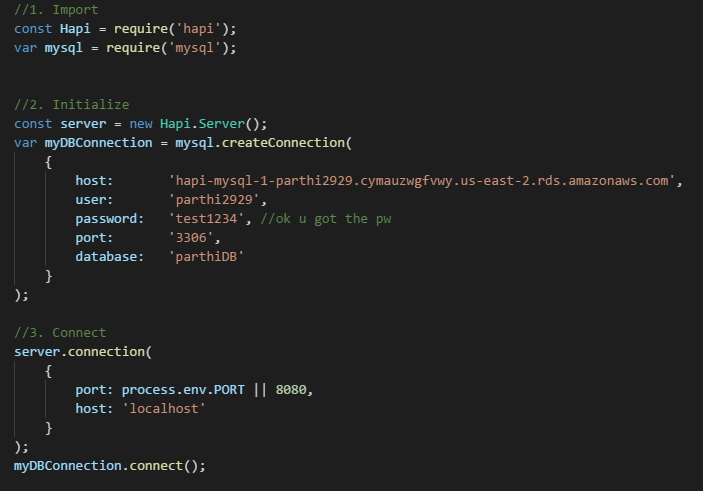 //1. Import
const Hapi = require('hapi');
var mysql = require('mysql');
//2. Initialize
const server = new Hapi.Server();
var myDBConnection = mysql.createConnection(
{
host: 'hapi-mysql-1-parthi2929.cymauzwgfvwy.us-east-2.rds.amazonaws.com',
user: 'parthi2929',
password: 'test1234', //ok u got the pw
port: '3306',
database: 'parthiDB'
}
);
//3. Connect
server.connection(
{
port: process.env.PORT || 8080,
host: 'localhost'
}
);
myDBConnection.connect();